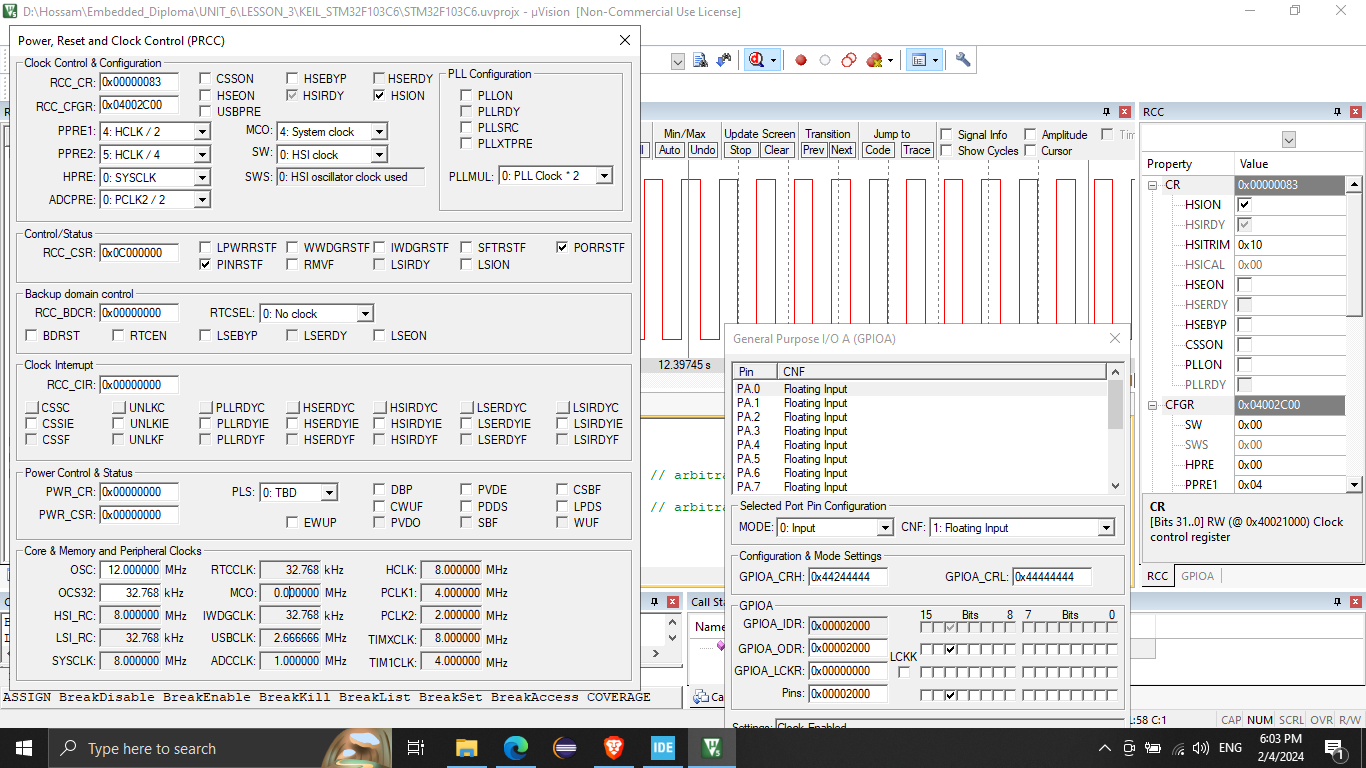 D:\Hossam\Embedded_Diploma\UNIT_6\LESSON_3\KEIL_STM32F103C6\STM32F103C6.uvprojx - µVision [Non-Commercial Use License]
Power, Reset and Clock Control (PRCC)
Clock Control & Configuration
RCC_CR: 0x00000083 CSSON HSEBYP HSERDY
HSEON HSIRDY HSION
RCC_CFGR: 0x04002C00
USBPRE
PPRE1: 4: HCLK / 2 MCO: 4: System clock
PPRE2: 5: HCLK / 4 SW: 0: HSI clock
HPRE: 0: SYSCLK SWS: 0: HSI oscillator clock used
ADCPRE: 0: PCLK2 / 2
PLL Configuration
PLLON
PLLRDY
PLLSRC
PLLXTPRE
PLLMUL: 0: PLL Clock * 2
Control/Status
RCC_CSR: 0x0C000000 LPWRRSTF WWDGRSTF IWDGRSTF SFTRSTF PORRSTF
PINRSTF RMVF LSIRDY LSION
Backup domain control
RCC_BDCR: 0x00000000 RTCSEL: 0: No clock
BDRST RTCEN LSEBYP LSERDY LSEON
Clock Interrupt
RCC_CIR: 0x00000000
CSSC UNLKC PLLRDYC HSERDYC HSIRDYC LSERDYC LSIRDYC
CSSIE UNLKIE PLLRDYIE HSERDYIE HSIRDYIE LSERDYIE LSIRDYIE
CSSF UNLKF PLLRDYF HSERDYF HSIRDYF LSERDYF LSIRDYF
Power Control & Status
PWR_CR: 0x00000000 PLS: 0: TBD DBP PVDE CSBF
CWUF PDDS LPDS
PWR_CSR: 0x00000000
EWUP PVDO SBF WUF
Core & Memory and Peripheral Clocks
OSC: 12.000000 MHz RTCCLK: 32.768 kHz HCLK: 8.000000 MHz
OCS32: 32.768 kHz MCO: 0.000000 MHz PCLK1: 4.000000 MHz
HSI_RC: 8.000000 MHz IWDGCLK: 32.768 kHz PCLK2: 2.000000 MHz
LSI_RC: 32.768 kHz USBCLK: 2.666666 MHz TIMXCLK: 8.000000 MHz
SYSCLK: 8.000000 MHz ADCCLK: 1.000000 MHz TIM1CLK: 4.000000 MHz
ASSIGN BreakDisable BreakEnable BreakKill BreakList BreakSet BreakAccess COVERAGE
Min/Max Update Screen Transition Jump to Signal Info Amplitude
Auto Undo Stop Clear Prev Next Code Trace Show Cycles Cursor
12.39745 s
// arbitra
// arbitra
General Purpose I/O A (GPIOA)
Pin CNF
PA.0 Floating Input
PA.1 Floating Input
PA.2 Floating Input
PA.3 Floating Input
PA.4 Floating Input
PA.5 Floating Input
PA.6 Floating Input
PA.7 Floating Input
Selected Port Pin Configuration
MODE: 0: Input CNF: 1: Floating Input
Configuration & Mode Settings
GPIOA_CRH: 0x44244444 GPIOA_CRL: 0x44444444
GPIOA
15 Bits 8 7 Bits 0
GPIOA_IDR: 0x00002000
GPIOA_ODR: 0x00002000
LCKK
GPIOA_LCKR: 0x00000000
Pins: 0x00002000
Settings: Clock Enabled
RCC
Property Value
CR 0x00000083
HSION
HSIRDY
HSITRIM 0x10
HSICAL 0x00
HSEON
HSERDY
HSEBYP
CSSON
PLLON
PLLRDY
CFGR 0x04002C00
SW 0x00
SWS 0x00
HPRE 0x00
PPRE1 0x04
CR
[Bits 31..0] RW (@ 0x40021000) Clock
control register
RCC GPIOA
Call Sta
Name
Ca
L:58 C:1 CAP NUM SCRL OVR R/W
Type here to search
IDE
ENG
6:03 PM
2/4/2024
1